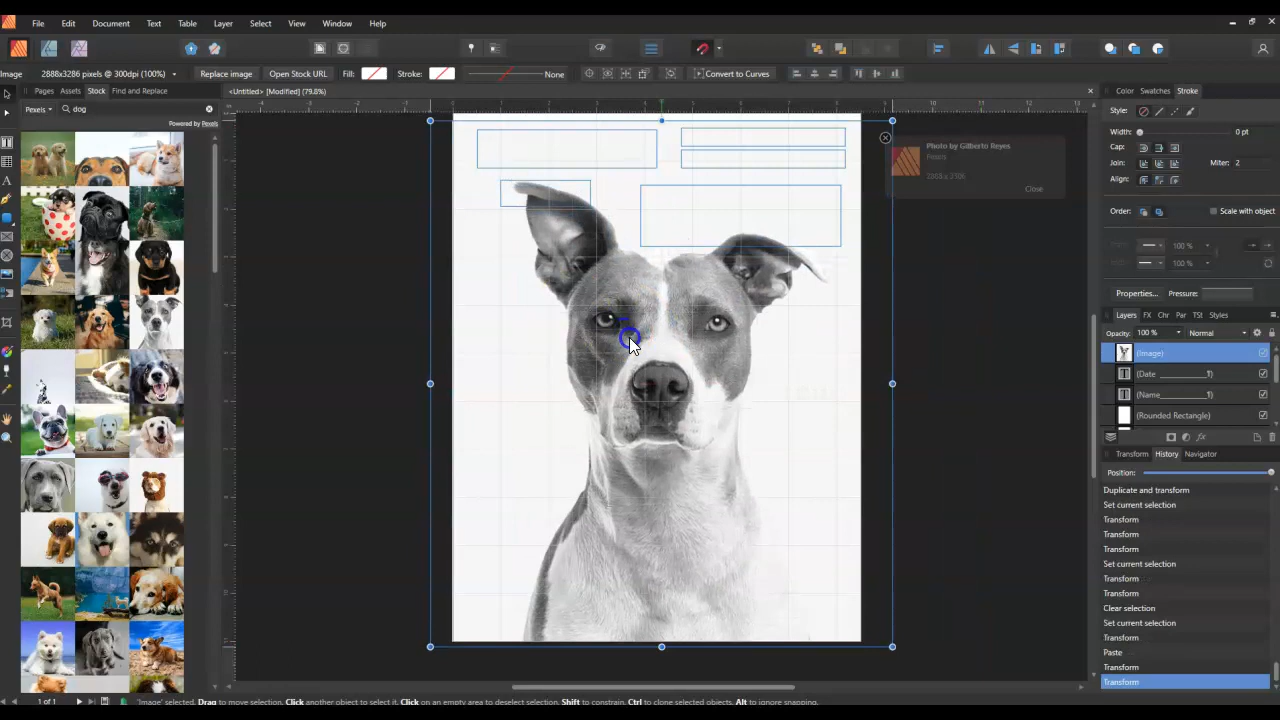 File Edit Document Text Table Layer Select View Window Help
Image 2888x3286 pixels @ 300dpi (100%) Replace image Open Stock URL Fill: Stroke: None Convert to Curves
Pages Assets Stock Find and Replace
<Untitled> [Modified] (79.8%)
Color Swatches Stroke
Pexels dog
Powered by Pexels
Style:
Width: 0 pt
Cap:
Join: Miter: 2
Align:
Order: Scale with object
100 %
100 %
Properties... Pressure:
Photo by Gilberto Reyes
Pexels
Close
Layers FX Chr Par TSt Styles
Opacity: 100 % Normal
(Image)
(Date __________¶)
(Name__________¶)
(Rounded Rectangle)
Transform History Navigator
Position:
Duplicate and transform
Set current selection
Transform
Transform
Transform
Set current selection
Transform
Transform
Clear selection
Set current selection
Transform
Paste
Transform
Transform
1 of 1
'Image' selected. Drag to move selection. Click another object to select it. Click on an empty area to deselect selection. Shift to constrain. Ctrl to clone selected objects. Alt to ignore snapping.